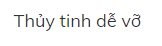 Thủy tinh dễ vỡ